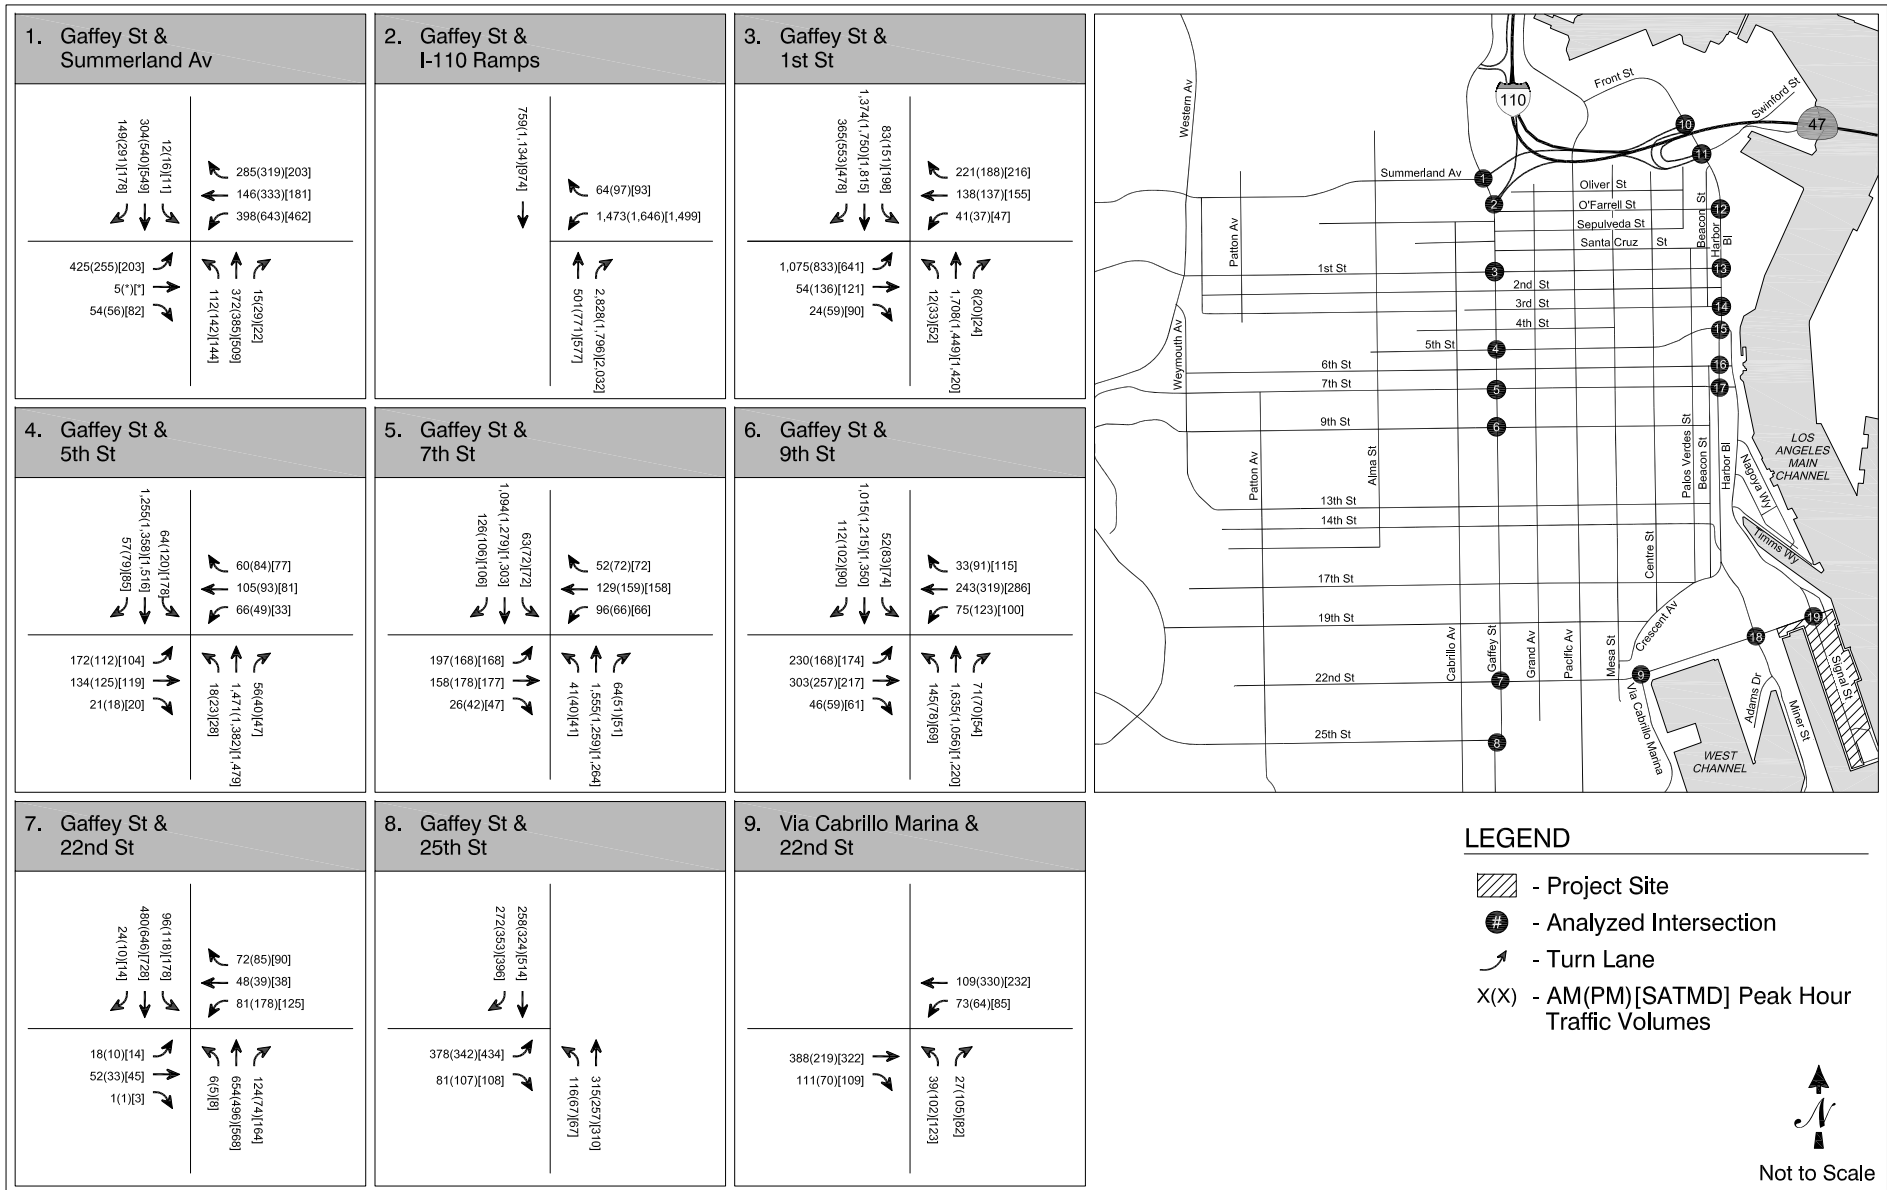 1. Gaffey St &
Summerland Av
149(291)[178]
304(540)[549]
12(16)[11]
285(319)[203]
146(333)[181]
398(643)[462]
425(255)[203]
5(*)[*]
54(56)[82]
112(142)[144]
372(385)[509]
15(29)[22]
2. Gaffey St &
I-110 Ramps
759(1,134)[974]
64(97)[93]
1,473(1,646)[1,499]
501(771)[577]
2,828(1,796)[2,032]
3. Gaffey St &
1st St
365(553)[478]
1,374(1,750)[1,815]
83(151)[198]
221(188)[216]
138(137)[155]
41(37)[47]
1,075(833)[641]
54(136)[121]
24(59)[90]
12(33)[52]
1,708(1,449)[1,420]
8(20)[24]
4. Gaffey St &
5th St
57(79)[85]
1,255(1,358)[1,516]
64(120)[178]
60(84)[77]
105(93)[81]
66(49)[33]
172(112)[104]
134(125)[119]
21(18)[20]
18(23)[28]
1,471(1,382)[1,479]
56(40)[47]
5. Gaffey St &
7th St
126(106)[106]
1,094(1,279)[1,303]
63(72)[72]
52(72)[72]
129(159)[158]
96(66)[66]
197(168)[168]
158(178)[177]
26(42)[47]
41(40)[41]
1,555(1,259)[1,264]
64(51)[51]
6. Gaffey St &
9th St
112(102)[90]
1,015(1,215)[1,350]
52(83)[74]
33(91)[115]
243(319)[286]
75(123)[100]
230(168)[174]
303(257)[217]
46(59)[61]
145(78)[69]
1,635(1,056)[1,220]
71(70)[54]
7. Gaffey St &
22nd St
24(10)[14]
480(646)[728]
96(118)[178]
72(85)[90]
48(39)[38]
81(178)[125]
18(10)[14]
52(33)[45]
1(1)[3]
6(5)[8]
654(496)[568]
124(74)[164]
8. Gaffey St &
25th St
272(353)[396]
258(324)[514]
378(342)[434]
81(107)[108]
116(67)[67]
315(257)[310]
9. Via Cabrillo Marina &
22nd St
109(330)[232]
73(64)[85]
388(219)[322]
111(70)[109]
39(102)[123]
27(105)[82]
Western Av
110
Front St
Swinford St
47
10
11
Summerland Av
1
2
Oliver St
O'Farrell St
Sepulveda St
Santa Cruz St
Beacon St
Harbor Bl
12
Patton Av
1st St
3
13
2nd St
3rd St
14
4th St
15
5th St
4
Weymouth Av
6th St
16
7th St
5
17
9th St
6
Patton Av
Alma St
Palos Verdes St
Beacon St
Harbor Bl
Nagoya Wy
LOS
ANGELES
MAIN
CHANNEL
13th St
14th St
Timms Wy
Centre St
17th St
Crescent Av
19th St
19
18
Cabrillo Av
Gaffey St
Grand Av
Pacific Av
Mesa St
Signal St
22nd St
7
9
Adams Dr
Miner St
Via Cabrillo Marina
25th St
8
WEST
CHANNEL
LEGEND
- Project Site
# - Analyzed Intersection
- Turn Lane
X(X) - AM(PM)[SATMD] Peak Hour
Traffic Volumes
N
Not to Scale